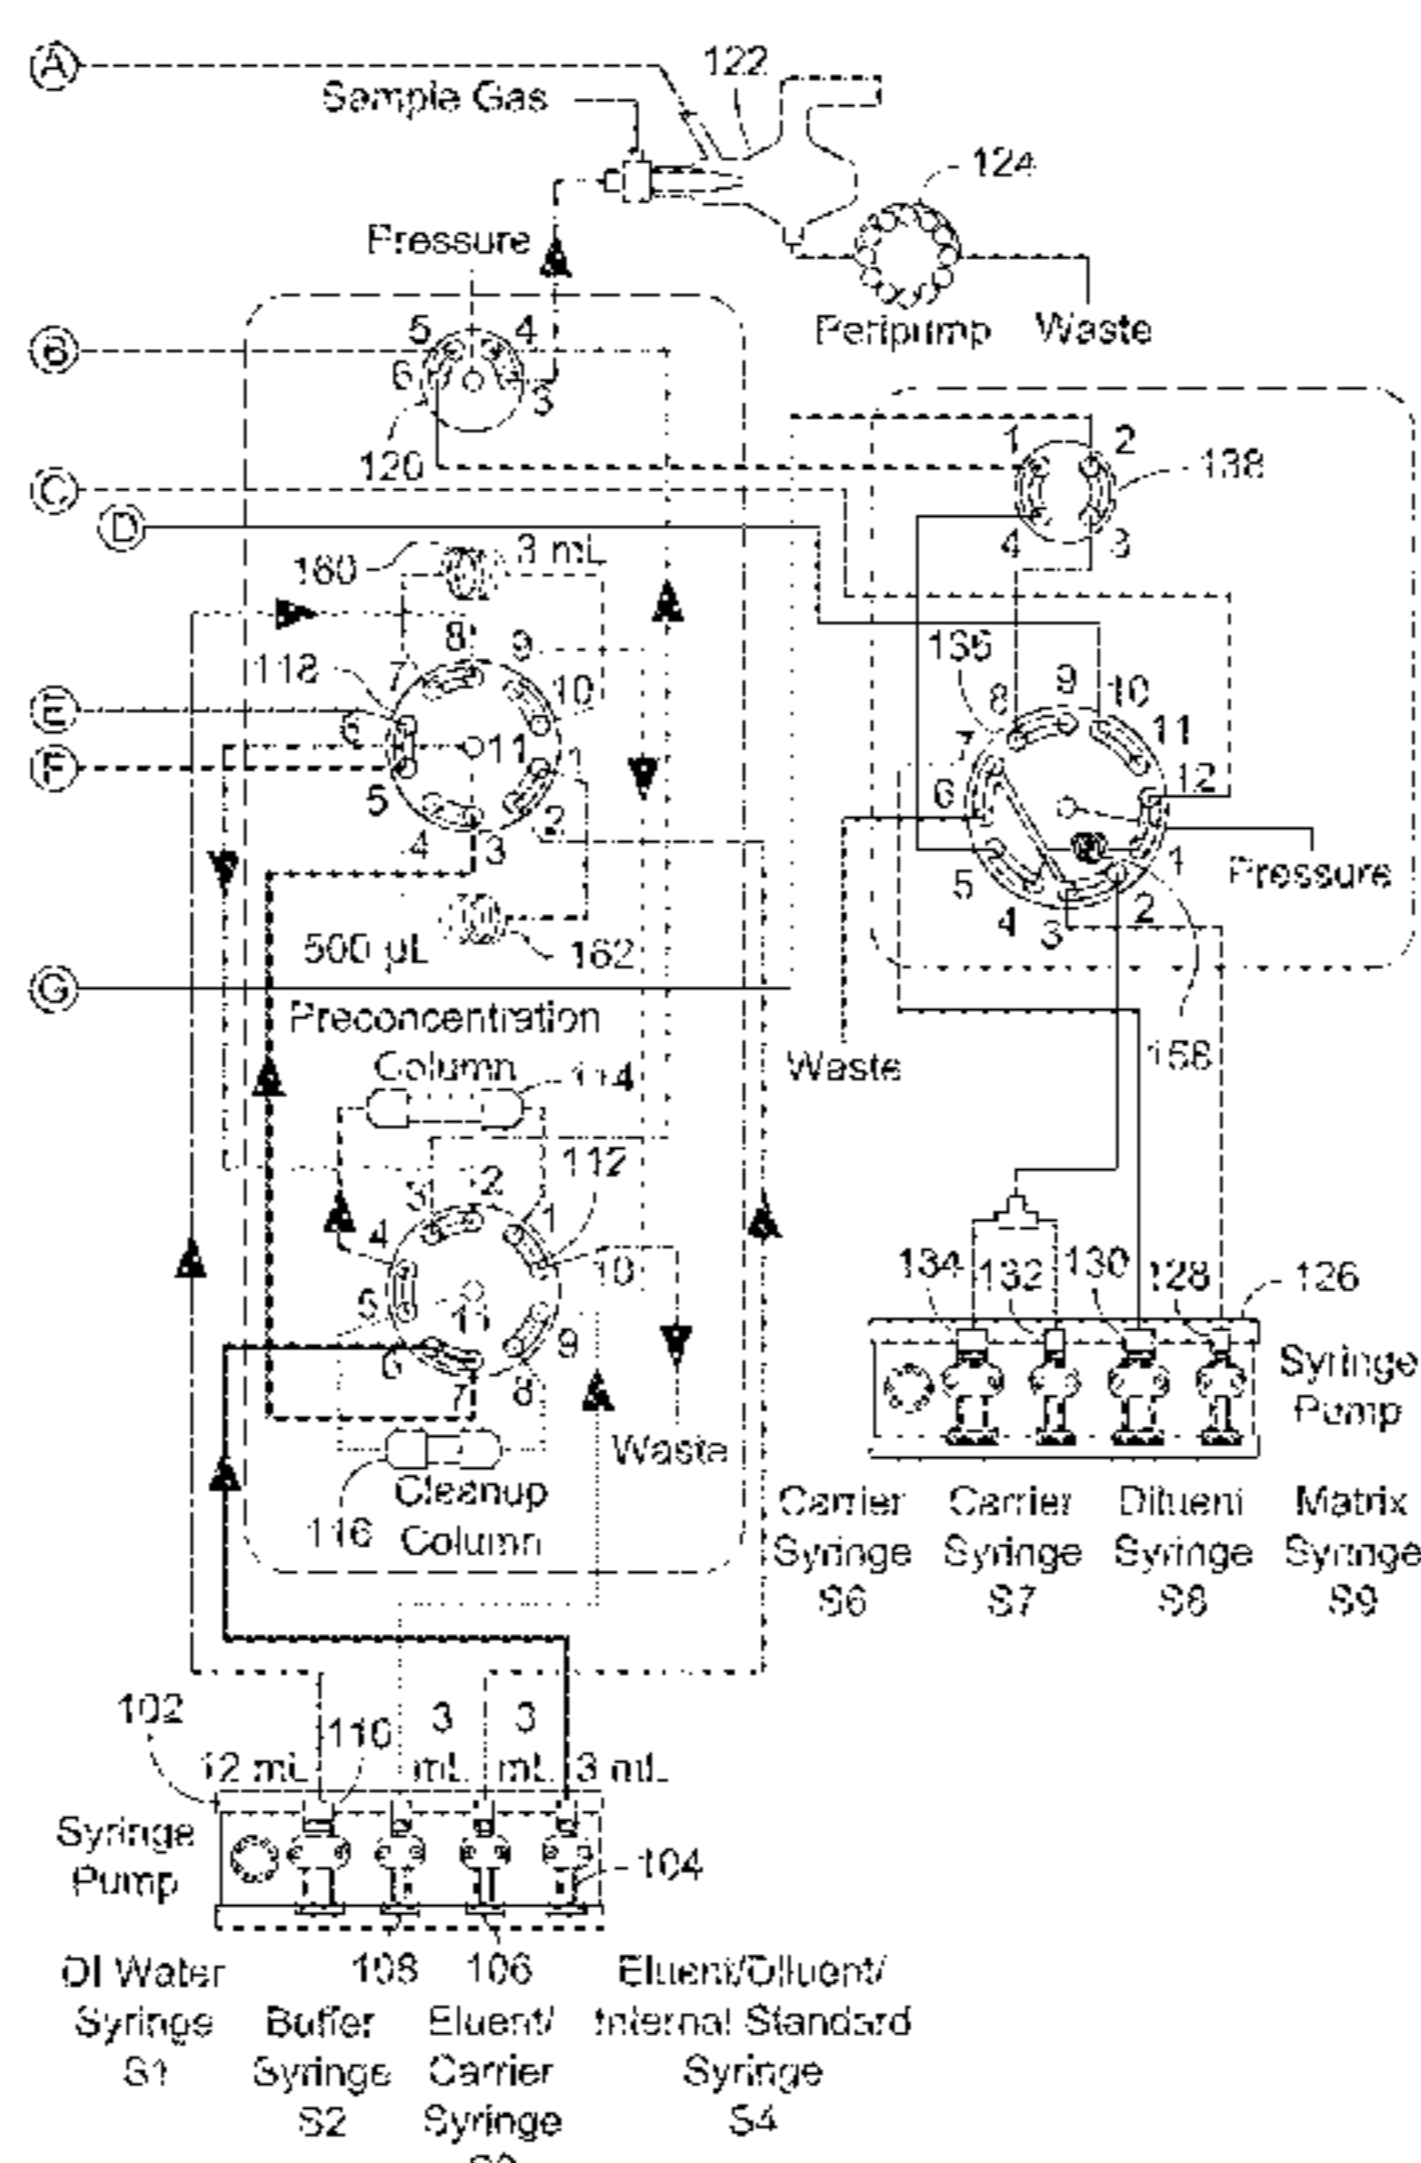 A
Sample Gas
122
124
Pressure
Peripump
Waste
B
5 4
6 3
120
1 2
138
C
D
4 3
160
3 mL
118
8 9
7 10
E
6 11 1
F
5 2
4 3
136
9 10
8 11
7 12
6
5 1
4 3 2
Pressure
500 µL
162
G
Preconcentration
Column
114
Waste
158
112
3 2 1
4
10
5 11
6 9
7 8
Waste
116
Cleanup
Column
134 132 130 128 126
Syringe
Pump
Carrier Carrier Diluent Matrix
Syringe Syringe Syringe Syringe
S6 S7 S8 S9
102
110
3 3
12 mL mL mL 3 mL
Syringe
Pump
104
108 106
DI Water
Syringe
S1
Buffer
Syringe
S2
Eluent/
Carrier
Syringe
Eluent/Diluent/
Internal Standard
Syringe
S4